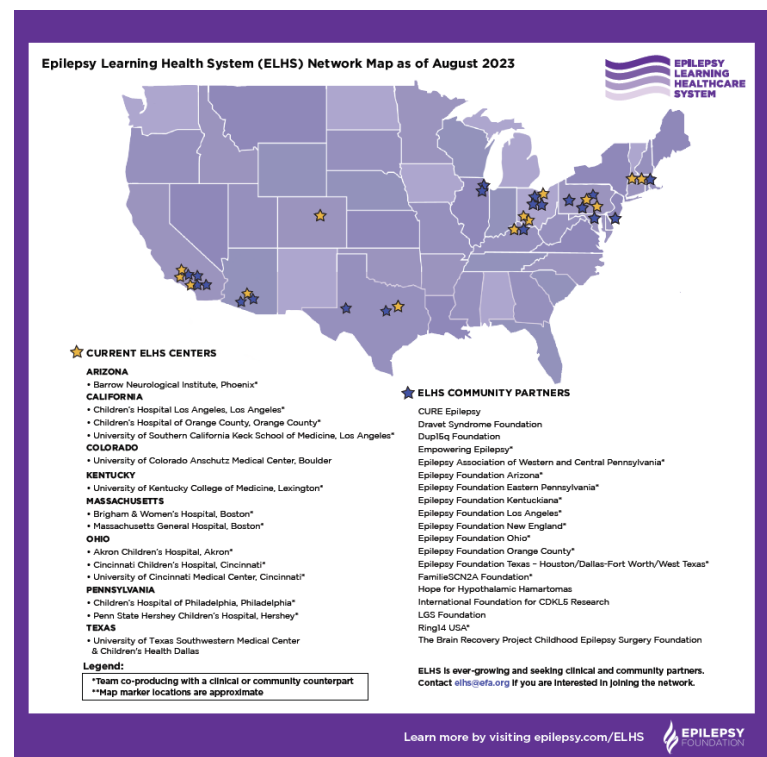 Epilepsy Learning Health System (ELHS) Network Map as of August 2023
EPILEPSY
LEARNING
HEALTHCARE
SYSTEM
CURRENT ELHS CENTERS
ARIZONA
• Barrow Neurological Institute, Phoenix*
CALIFORNIA
• Children's Hospital Los Angeles, Los Angeles*
• Children's Hospital of Orange County, Orange County*
• University of Southern California Keck School of Medicine, Los Angeles*
COLORADO
• University of Colorado Anschutz Medical Center, Boulder
KENTUCKY
• University of Kentucky College of Medicine, Lexington*
MASSACHUSETTS
• Brigham & Women's Hospital, Boston*
• Massachusetts General Hospital, Boston*
OHIO
• Akron Children's Hospital, Akron*
• Cincinnati Children's Hospital, Cincinnati*
• University of Cincinnati Medical Center, Cincinnati*
PENNSYLVANIA
• Children's Hospital of Philadelphia, Philadelphia*
• Penn State Hershey Children's Hospital, Hershey*
TEXAS
• University of Texas Southwestern Medical Center
& Children's Health Dallas
Legend:
*Team co-producing with a clinical or community counterpart
**Map marker locations are approximate
ELHS COMMUNITY PARTNERS
CURE Epilepsy
Dravet Syndrome Foundation
Dup15q Foundation
Empowering Epilepsy*
Epilepsy Association of Western and Central Pennsylvania*
Epilepsy Foundation Arizona*
Epilepsy Foundation Eastern Pennsylvania*
Epilepsy Foundation Kentuckiana*
Epilepsy Foundation Los Angeles*
Epilepsy Foundation New England*
Epilepsy Foundation Ohio*
Epilepsy Foundation Orange County*
Epilepsy Foundation Texas – Houston/Dallas-Fort Worth/West Texas*
FamilieSCN2A Foundation*
Hope for Hypothalamic Hamartomas
International Foundation for CDKL5 Research
LGS Foundation
Ring14 USA*
The Brain Recovery Project Childhood Epilepsy Surgery Foundation
ELHS is ever-growing and seeking clinical and community partners.
Contact elhs@efa.org if you are interested in joining the network.
Learn more by visiting epilepsy.com/ELHS
EPILEPSY
FOUNDATION